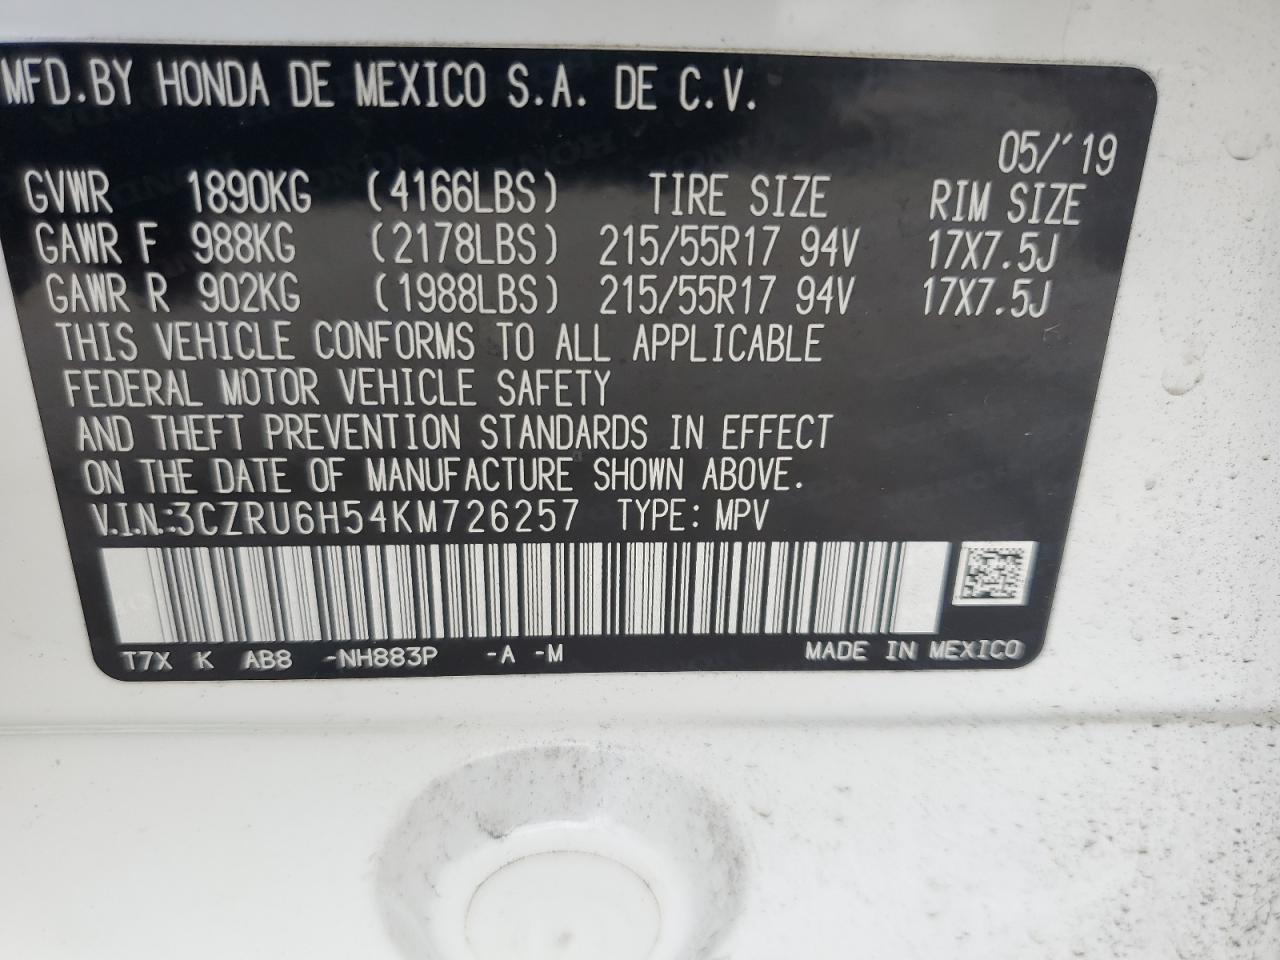 MFD.BY HONDA DE MEXICO S.A. DE C.V.
05/'19
GVWR 1890KG (4166LBS) TIRE SIZE RIM SIZE
GAWR F 988KG (2178LBS) 215/55R17 94V 17X7.5J
GAWR R 902KG (1988LBS) 215/55R17 94V 17X7.5J
THIS VEHICLE CONFORMS TO ALL APPLICABLE
FEDERAL MOTOR VEHICLE SAFETY
AND THEFT PREVENTION STANDARDS IN EFFECT
ON THE DATE OF MANUFACTURE SHOWN ABOVE.
V.I.N.:3CZRU6H54KM726257 TYPE: MPV
T7X K AB8 -NH883P -A -M MADE IN MEXICO